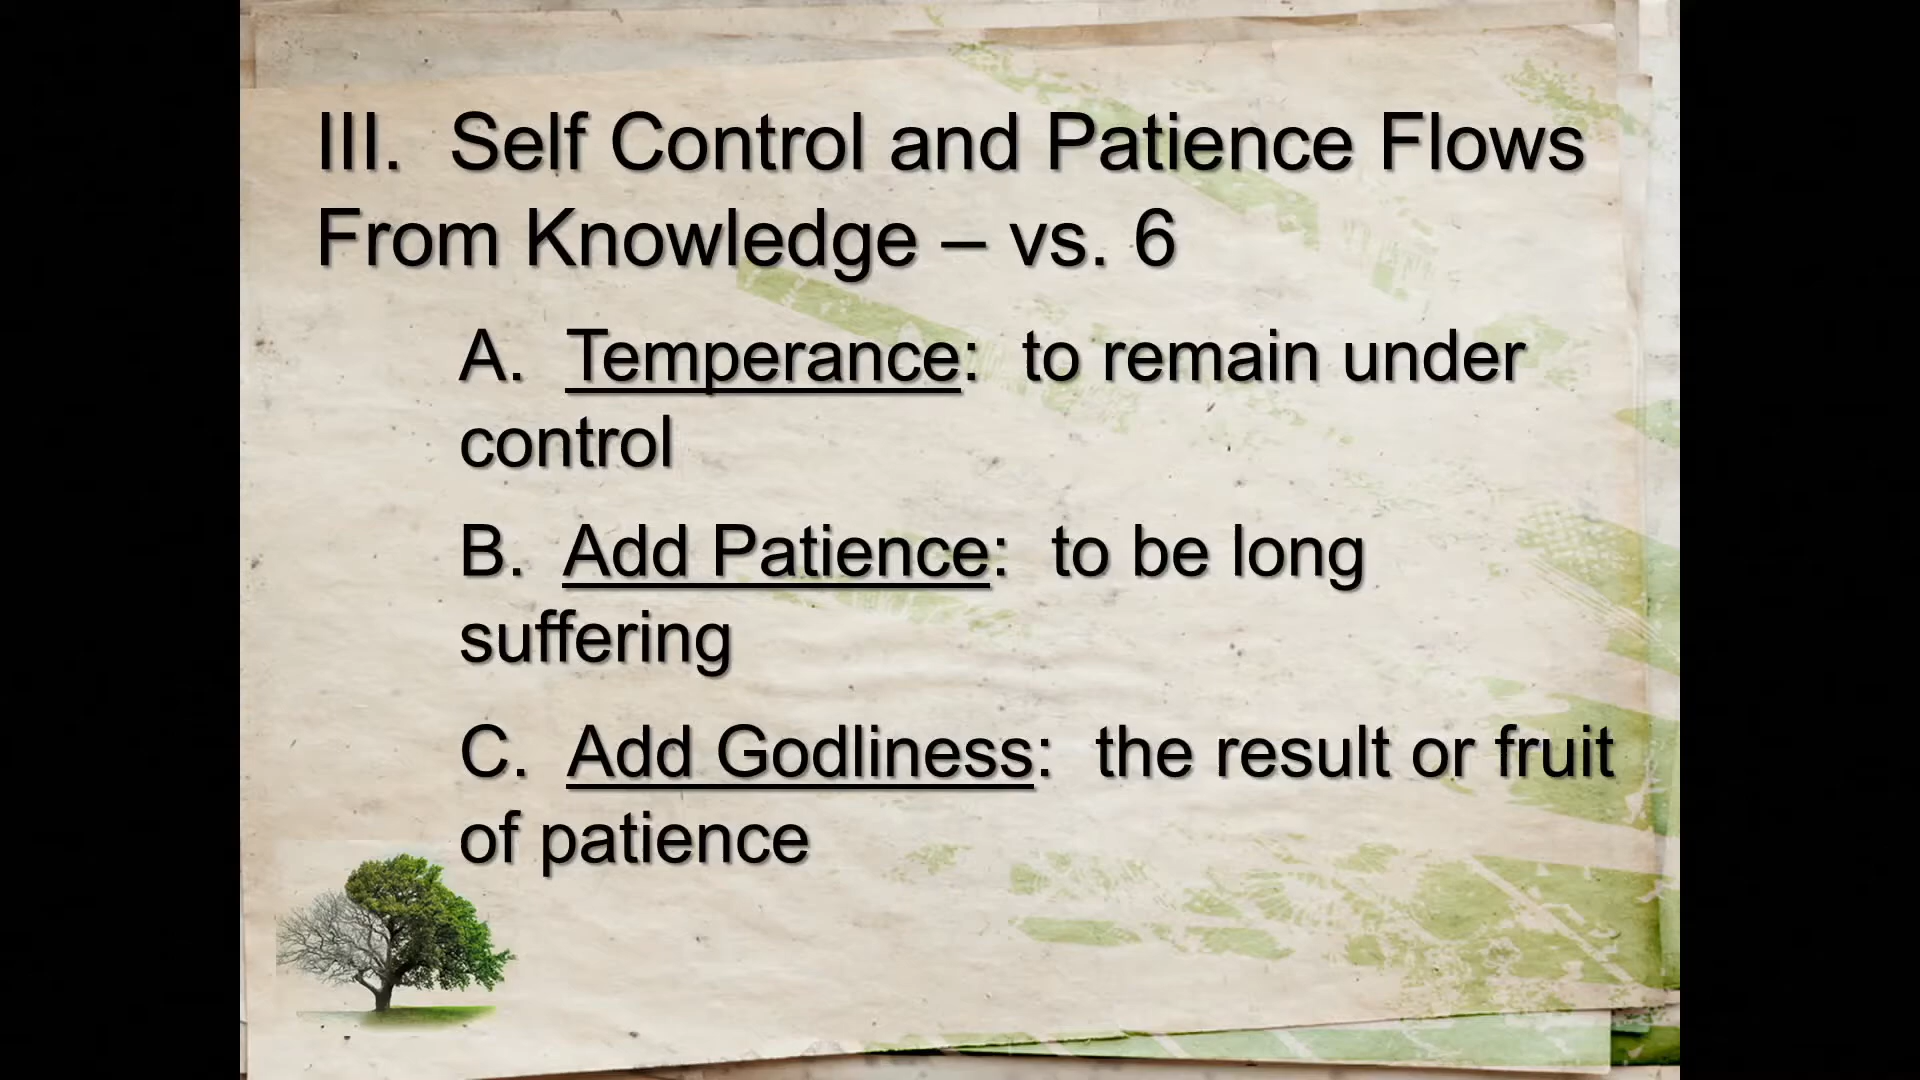 III. Self Control and Patience Flows
From Knowledge – vs. 6
A. Temperance: to remain under
control
B. Add Patience: to be long
suffering
C. Add Godliness: the result or fruit
of patience